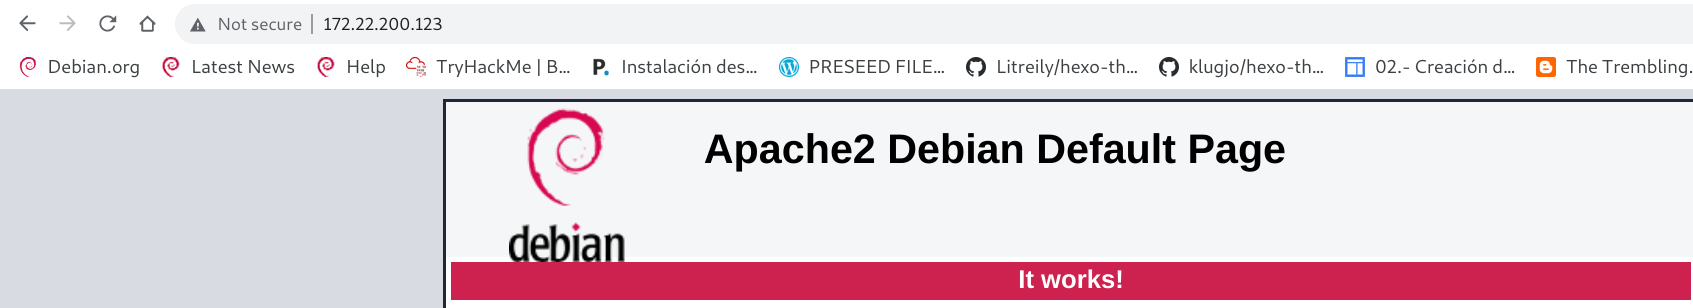 Not secure | 172.22.200.123
Debian.org Latest News Help TryHackMe | B... P. Instalación des... PRESEED FILE... Litreily/hexo-th... klugjo/hexo-th... 02.- Creación d... The Trembling.
Apache2 Debian Default Page
debian
It works!